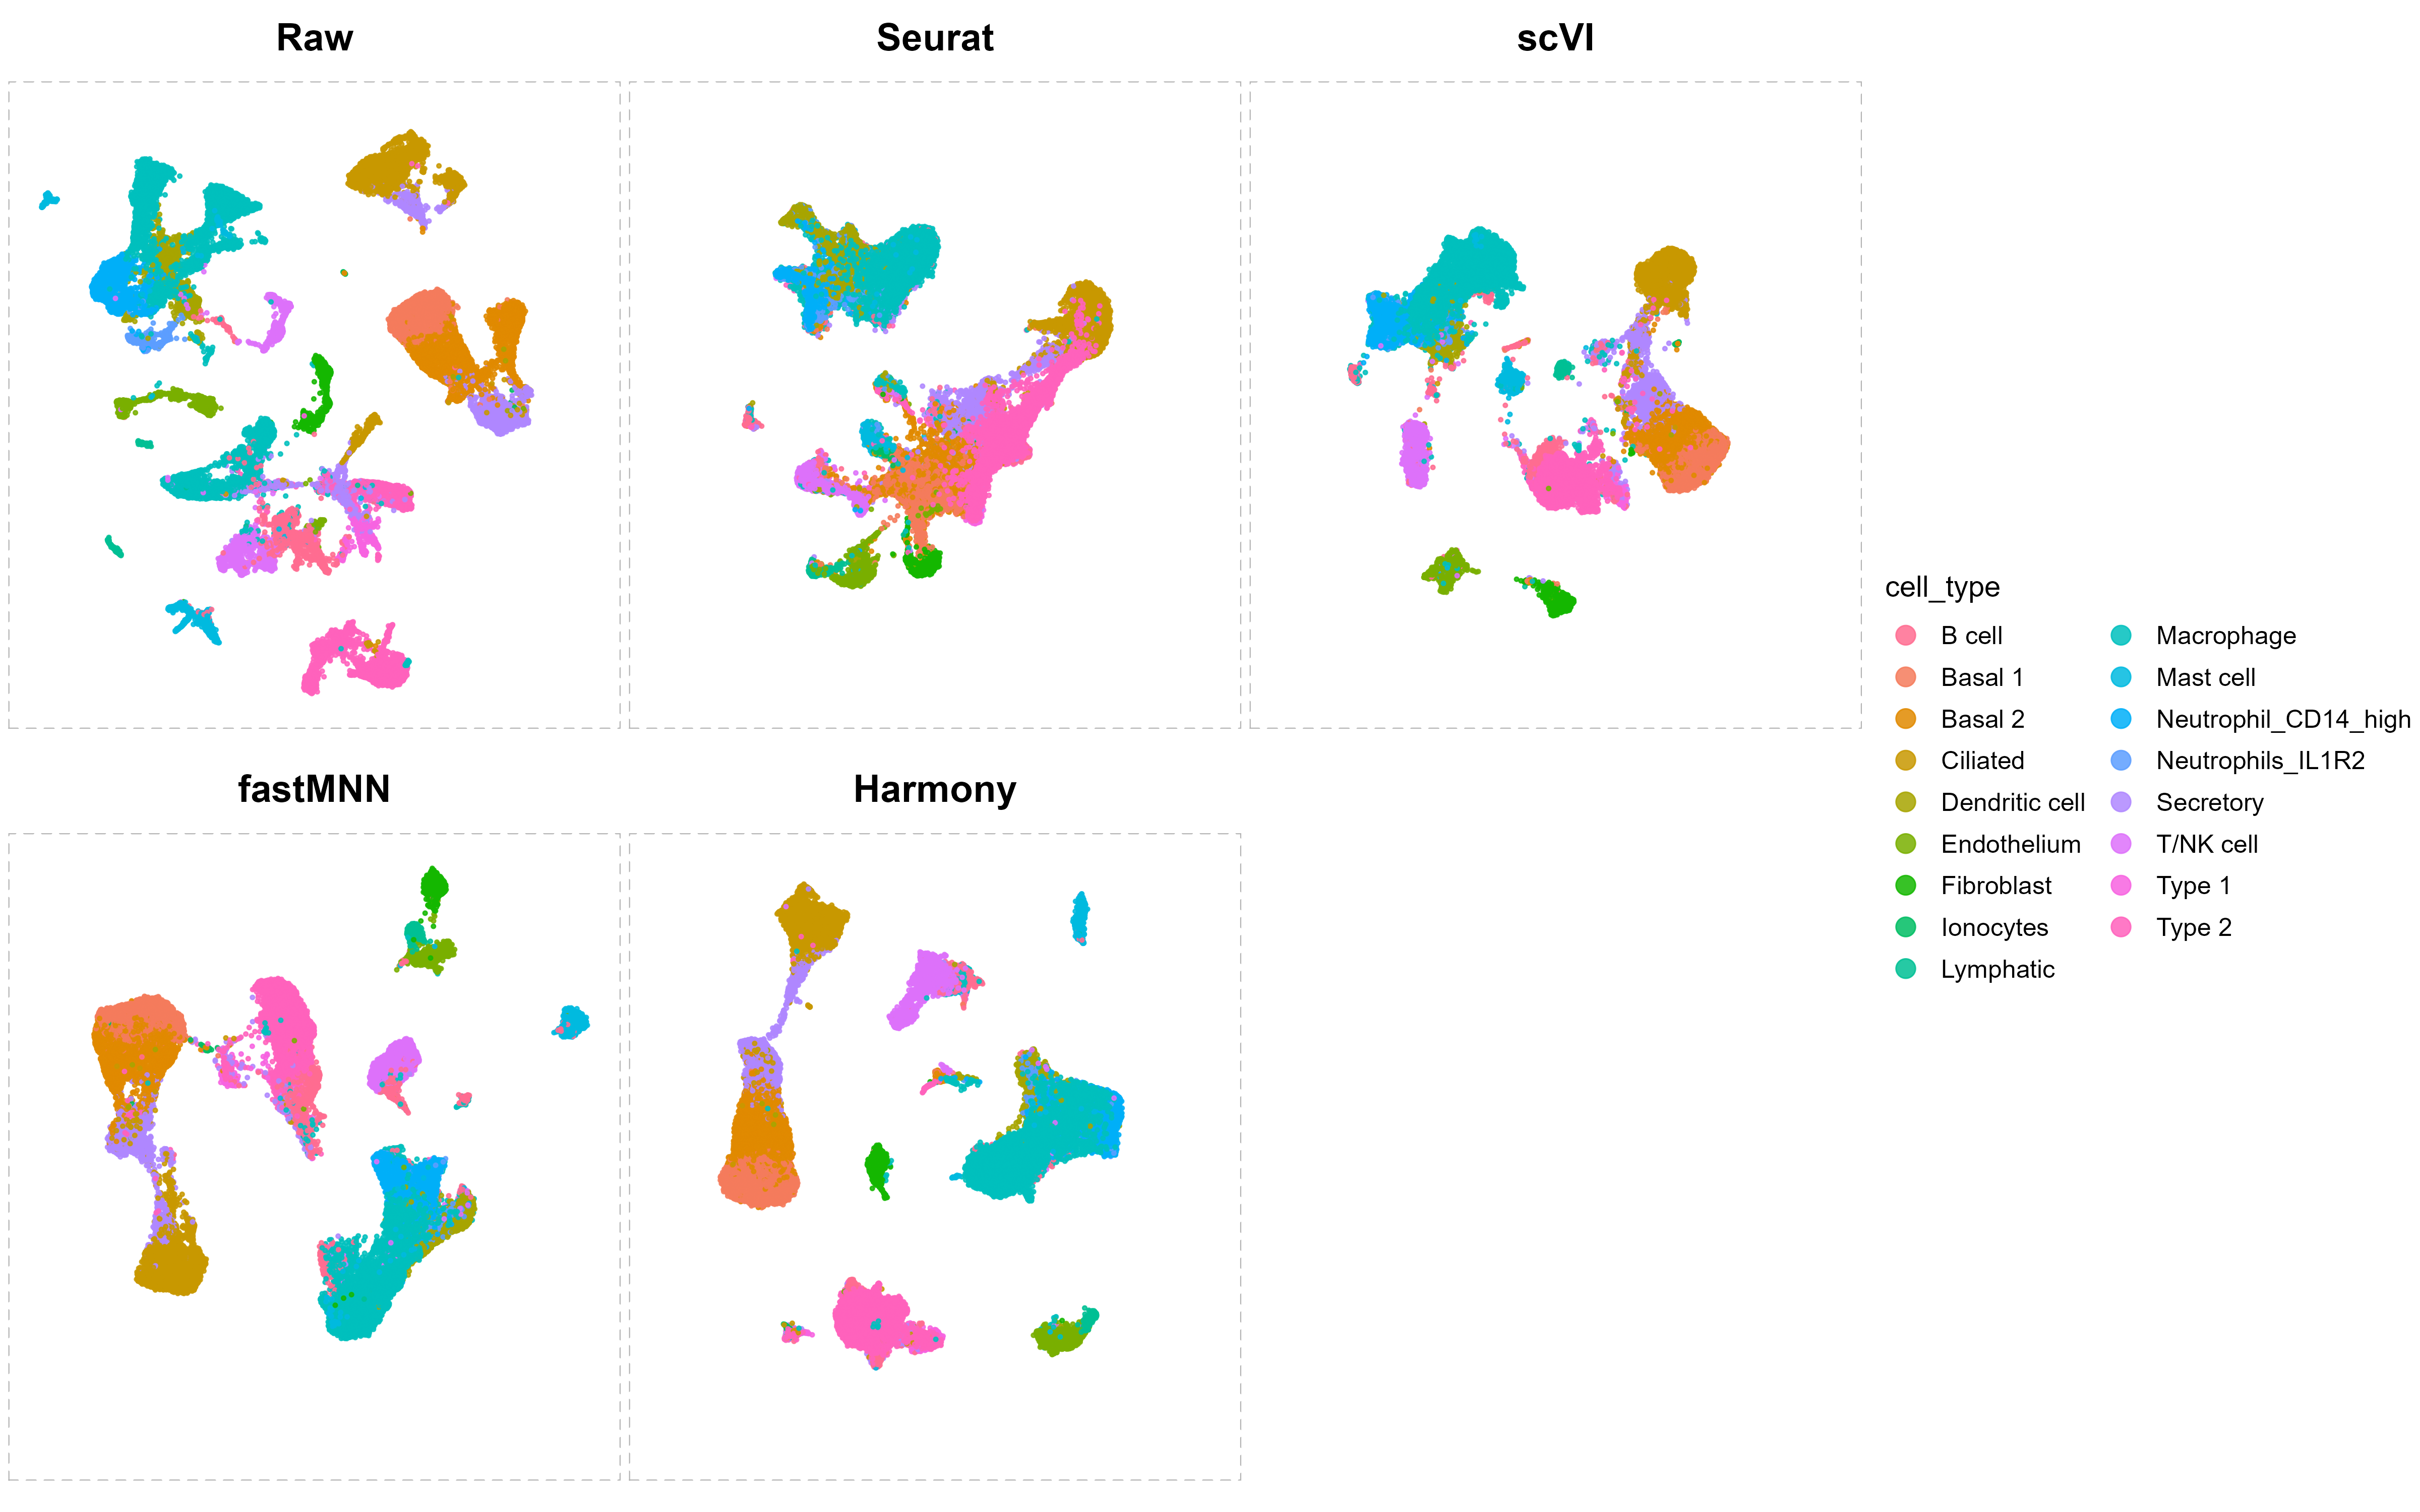 Raw
Seurat
scVI
fastMNN
Harmony
cell_type
B cell
Basal 1
Basal 2
Ciliated
Dendritic cell
Endothelium
Fibroblast
Ionocytes
Lymphatic
Macrophage
Mast cell
Neutrophil_CD14_high
Neutrophils_IL1R2
Secretory
T/NK cell
Type 1
Type 2